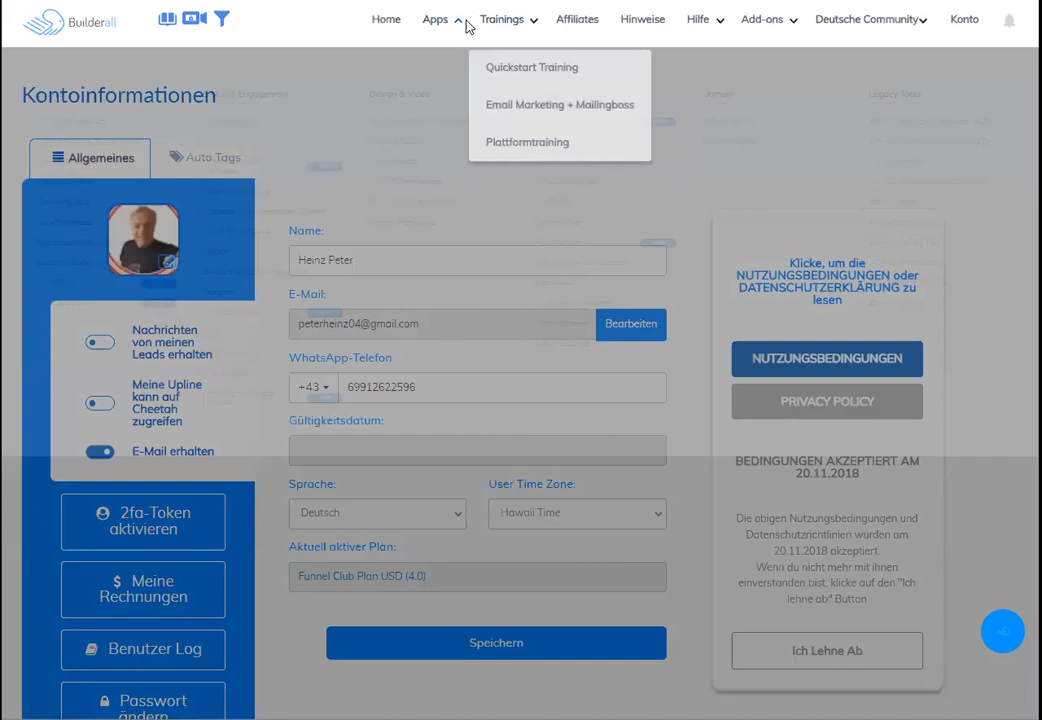 Builderall
Home
Apps
Trainings
Affiliates
Hinweise
Hilfe
Add-ons
Deutsche Community
Konto
Quickstart Training
Email Marketing + Mailingboss
Plattformtraining
Kontoinformationen
Design & Video
Legacy Tools
Allgemeines
Auto Tags
Nachrichten
von meinen
Leads erhalten
Meine Upline
kann auf
Cheetah
zugreifen
E-Mail erhalten
2fa-Token
aktivieren
$ Meine
Rechnungen
Benutzer Log
Passwort
ändern
Name:
Heinz Peter
E-Mail:
peterheinz04@gmail.com
Bearbeiten
WhatsApp-Telefon
+43
69912622596
Gültigkeitsdatum:
Sprache:
User Time Zone:
Deutsch
Hawaii Time
Aktuell aktiver Plan:
Funnel Club Plan USD (4.0)
Speichern
Klicke, um die
NUTZUNGSBEDINGUNGEN oder
DATENSCHUTZERKLÄRUNG zu
lesen
NUTZUNGSBEDINGUNGEN
PRIVACY POLICY
BEDINGUNGEN AKZEPTIERT AM
20.11.2018
Die obigen Nutzungsbedingungen und
Datenschutzrichtlinien wurden am
20.11.2018 akzeptiert.
Wenn du nicht mehr mit ihnen
einverstanden bist, klicke auf den "Ich
lehne ab" Button
Ich Lehne Ab